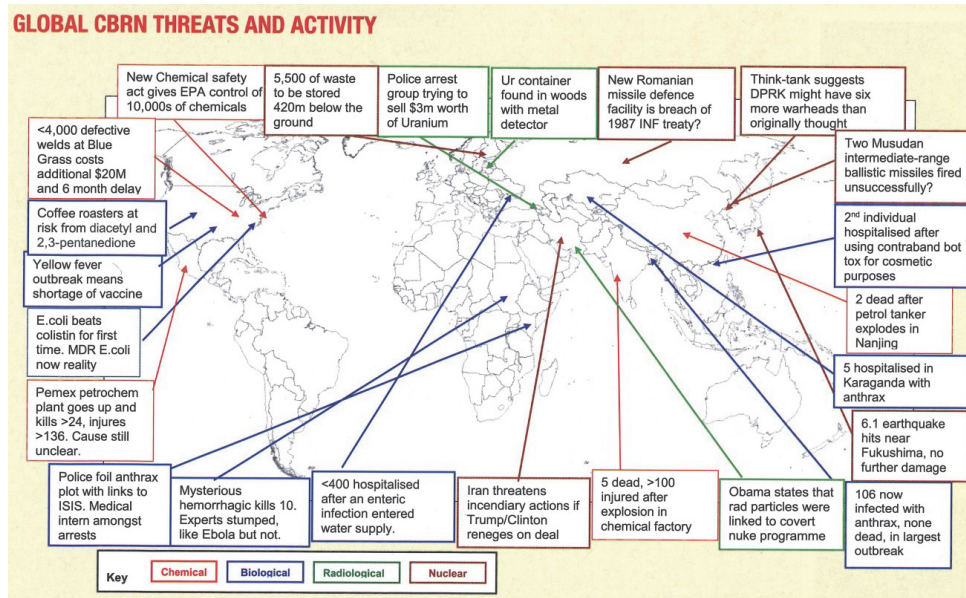 GLOBAL CBRN THREATS AND ACTIVITY
New Chemical safety
act gives EPA control of
10,000s of chemicals
5,500 of waste
to be stored
420m below the
ground
Police arrest
group trying to
sell $3m worth
of Uranium
Ur container
found in woods
with metal
detector
New Romanian
missile defence
facility is breach of
1987 INF treaty?
Think-tank suggests
DPRK might have six
more warheads than
originally thought
<4,000 defective
welds at Blue
Grass costs
additional $20M
and 6 month delay
Two Musudan
intermediate-range
ballistic missiles fired
unsuccessfully?
Coffee roasters at
risk from diacetyl and
2,3-pentanedione
2nd individual
hospitalised after
using contraband bot
tox for cosmetic
purposes
Yellow fever
outbreak means
shortage of vaccine
2 dead after
petrol tanker
explodes in
Nanjing
E.coli beats
colistin for first
time. MDR E.coli
now reality
5 hospitalised in
Karaganda with
anthrax
Pemex petrochem
plant goes up and
kills >24, injures
>136. Cause still
unclear.
6.1 earthquake
hits near
Fukushima, no
further damage
Police foil anthrax
plot with links to
ISIS. Medical
intern amongst
arrests
Mysterious
hemorrhagic kills 10.
Experts stumped,
like Ebola but not.
<400 hospitalised
after an enteric
infection entered
water supply.
Iran threatens
incendiary actions if
Trump/Clinton
reneges on deal
5 dead, >100
injured after
explosion in
chemical factory
Obama states that
rad particles were
linked to covert
nuke programme
106 now
infected with
anthrax, none
dead, in largest
outbreak
Key
Chemical
Biological
Radiological
Nuclear